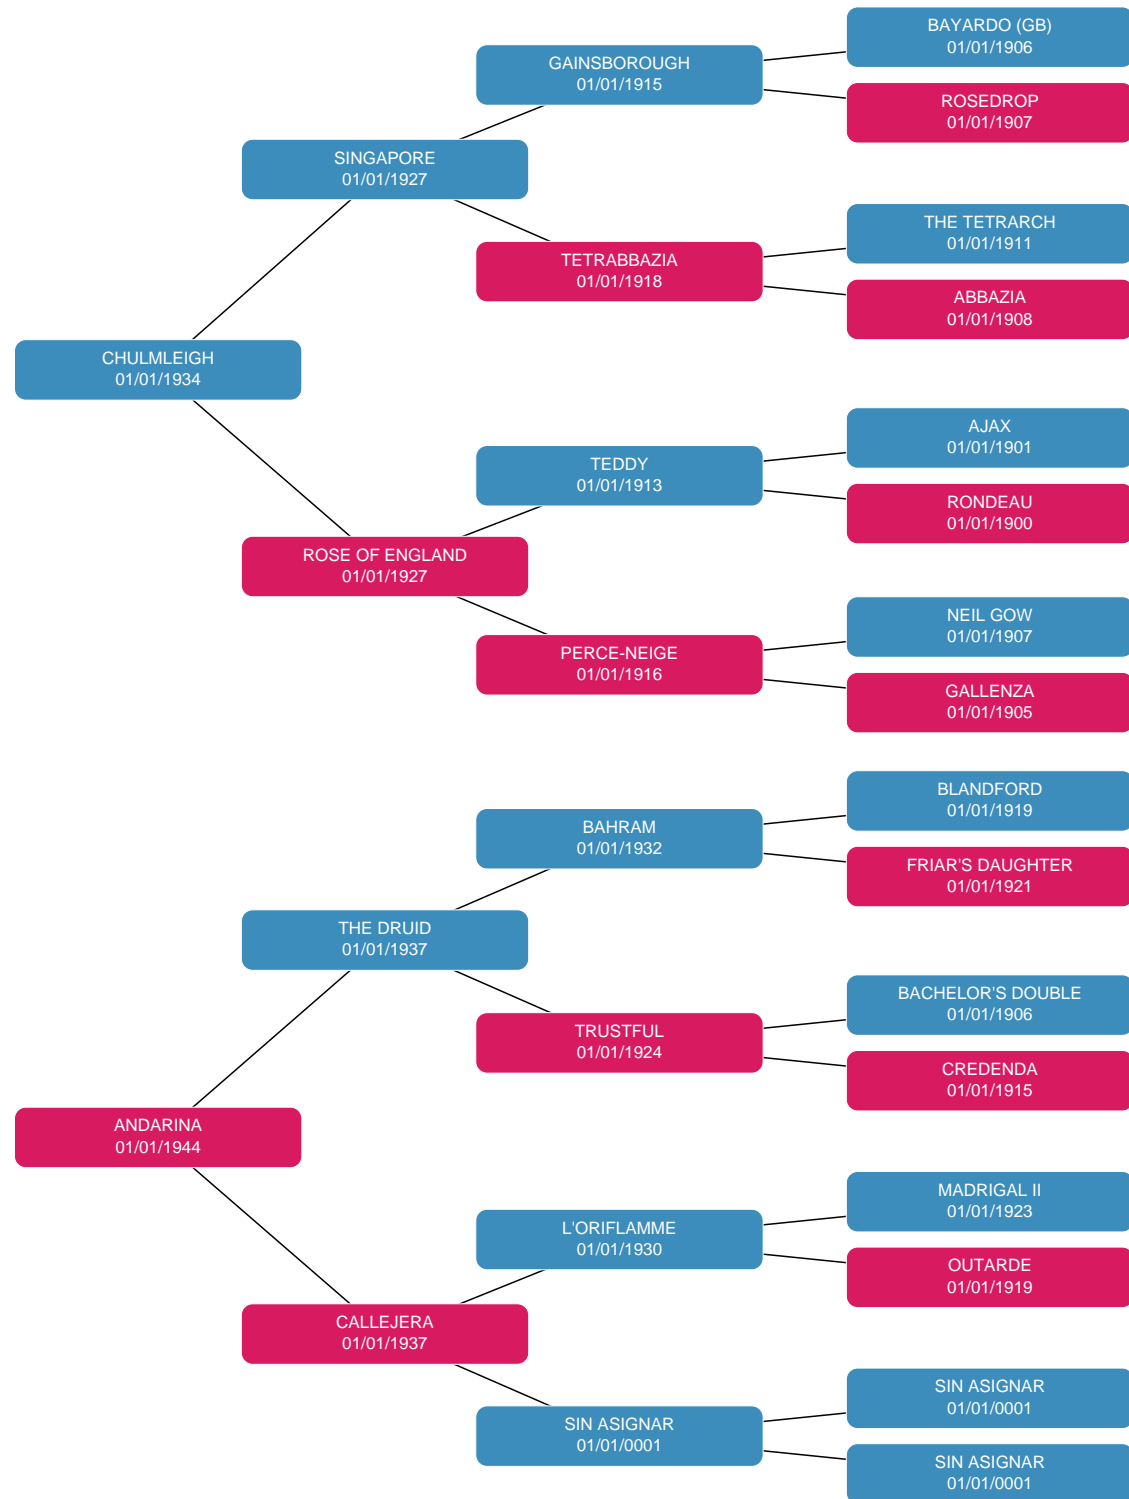 BAYARDO (GB)
01/01/1906
GAINSBOROUGH
01/01/1915
ROSEDROP
01/01/1907
SINGAPORE
01/01/1927
THE TETRARCH
01/01/1911
TETRABBAZIA
01/01/1918
ABBAZIA
01/01/1908
CHULMLEIGH
01/01/1934
AJAX
01/01/1901
TEDDY
01/01/1913
RONDEAU
01/01/1900
ROSE OF ENGLAND
01/01/1927
NEIL GOW
01/01/1907
PERCE-NEIGE
01/01/1916
GALLENZA
01/01/1905
BLANDFORD
01/01/1919
BAHRAM
01/01/1932
FRIAR'S DAUGHTER
01/01/1921
THE DRUID
01/01/1937
BACHELOR'S DOUBLE
01/01/1906
TRUSTFUL
01/01/1924
CREDENDA
01/01/1915
ANDARINA
01/01/1944
MADRIGAL II
01/01/1923
L'ORIFLAMME
01/01/1930
OUTARDE
01/01/1919
CALLEJERA
01/01/1937
SIN ASIGNAR
01/01/0001
SIN ASIGNAR
01/01/0001
SIN ASIGNAR
01/01/0001